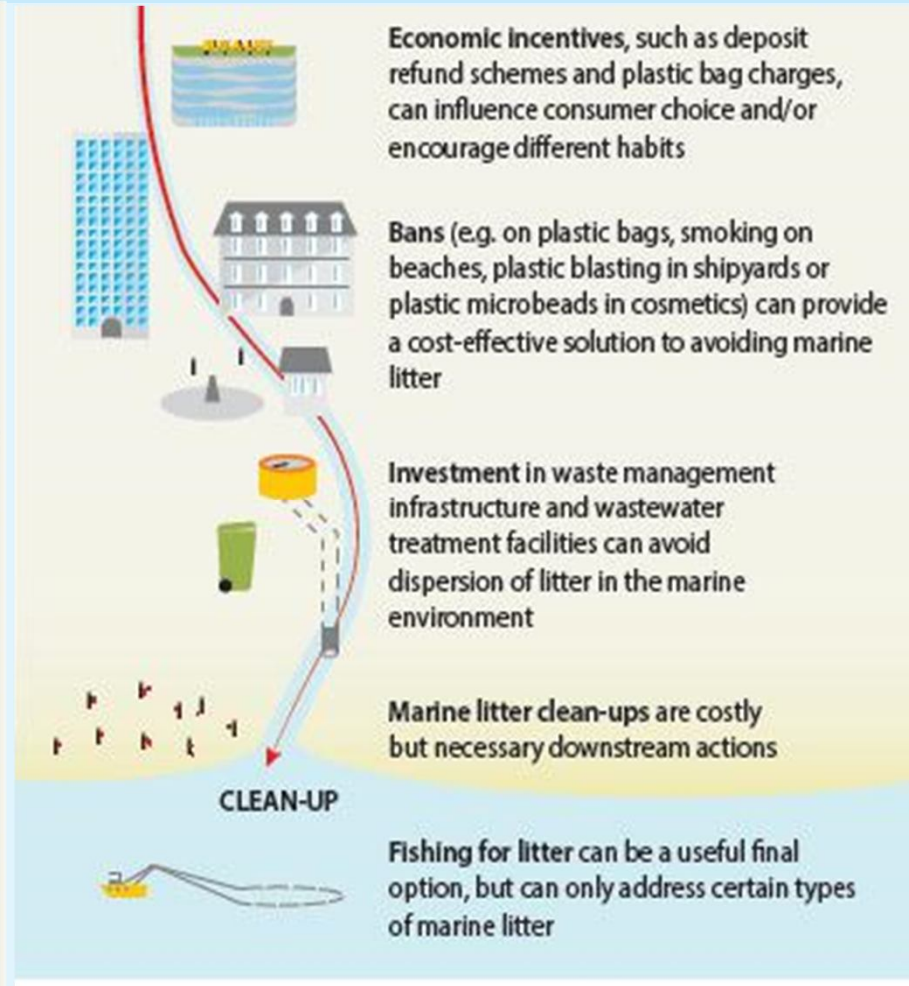 Economic incentives, such as deposit
refund schemes and plastic bag charges,
can influence consumer choice and/or
encourage different habits
Bans (e.g. on plastic bags, smoking on
beaches, plastic blasting in shipyards or
plastic microbeads in cosmetics) can provide
a cost-effective solution to avoiding marine
litter
Investment in waste management
infrastructure and wastewater
treatment facilities can avoid
dispersion of litter in the marine
environment
Marine litter clean-ups are costly
but necessary downstream actions
CLEAN-UP
Fishing for litter can be a useful final
option, but can only address certain types
of marine litter